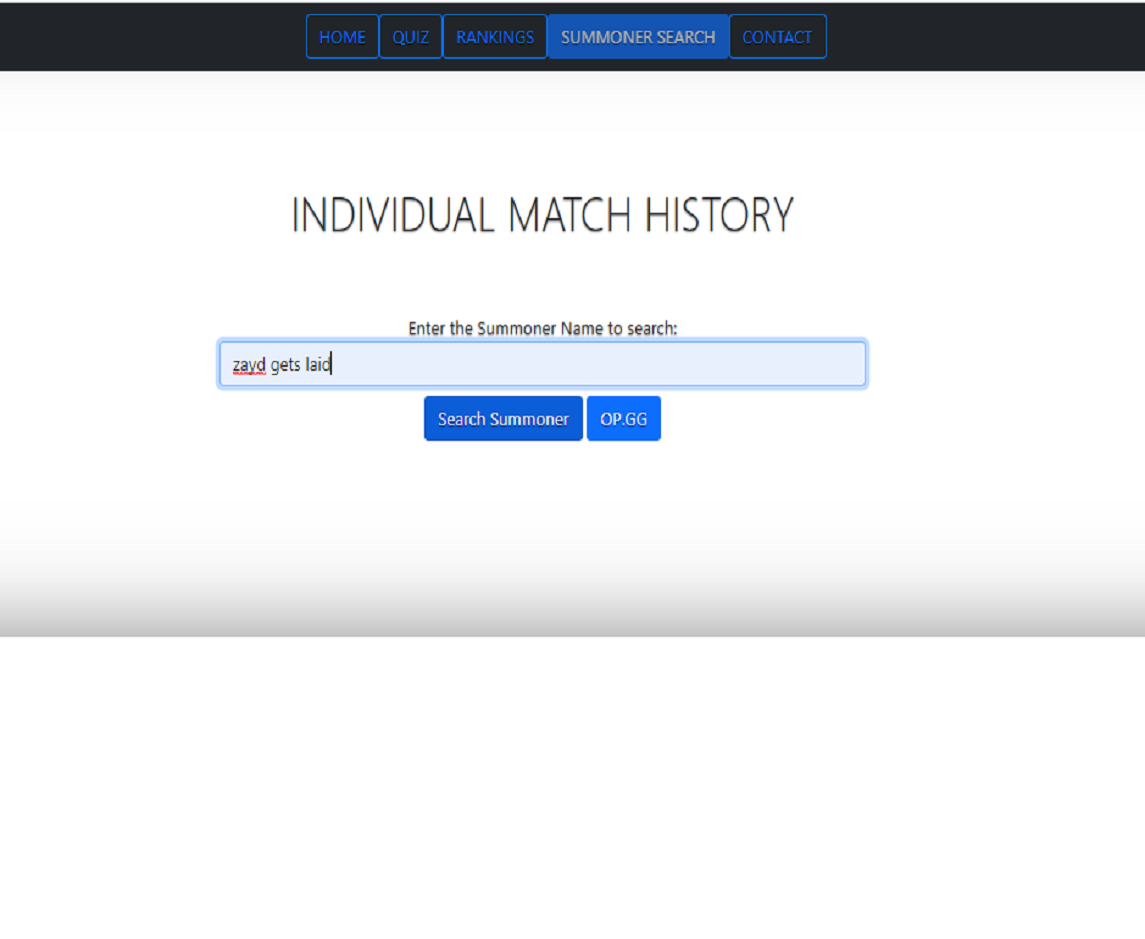 HOME QUIZ RANKINGS SUMMONER SEARCH CONTACT
INDIVIDUAL MATCH HISTORY
Enter the Summoner Name to search:
zayd gets laid
Search Summoner OP.GG